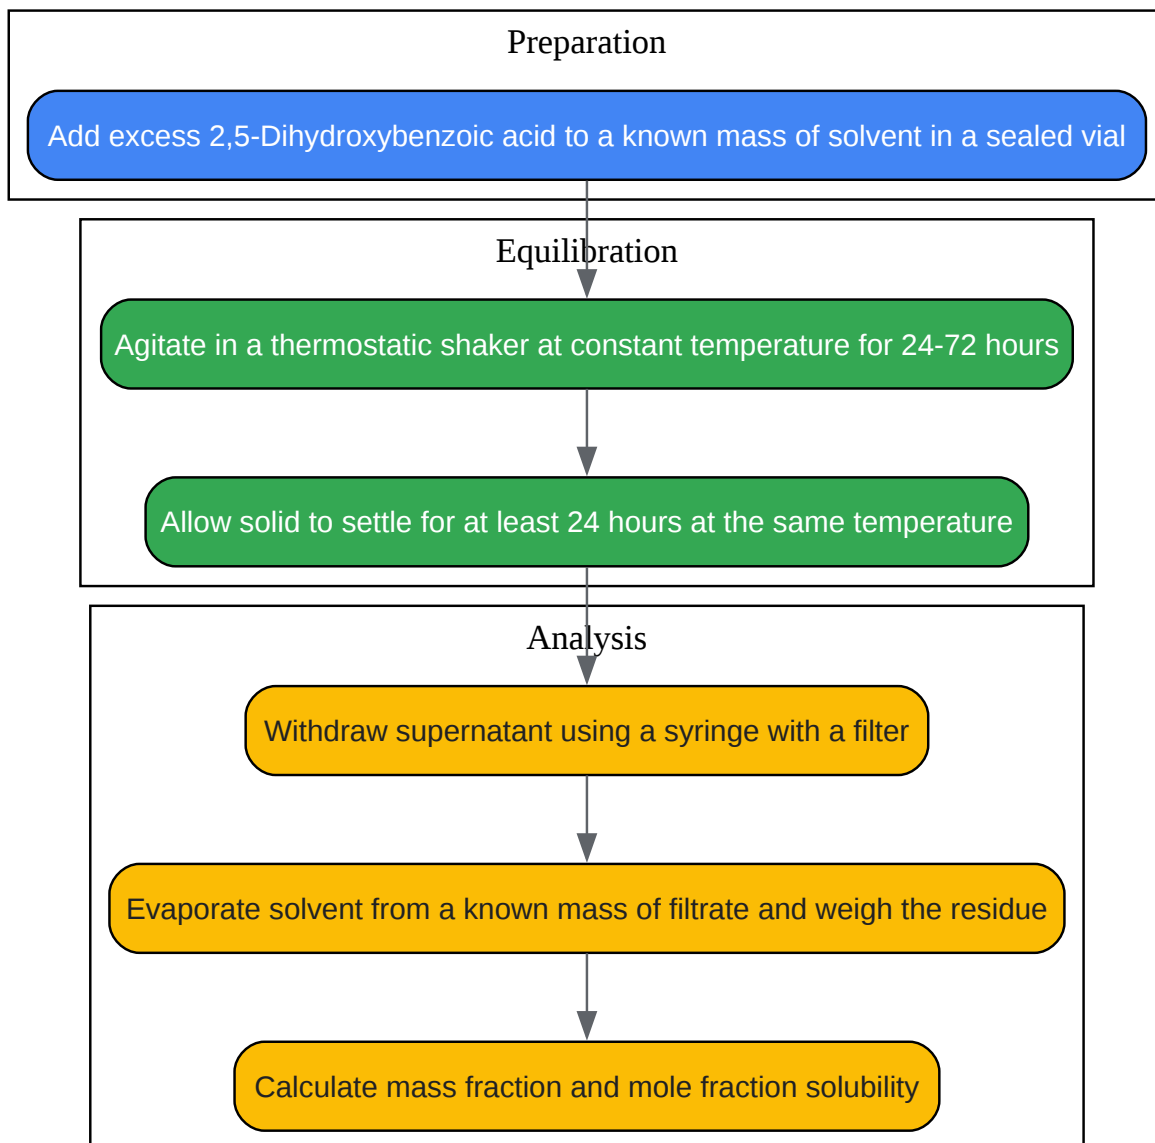 Preparation
Add excess 2,5-Dihydroxybenzoic acid to a known mass of solvent in a sealed vial
Equilibration
Agitate in a thermostatic shaker at constant temperature for 24-72 hours
Allow solid to settle for at least 24 hours at the same temperature
Analysis
Withdraw supernatant using a syringe with a filter
Evaporate solvent from a known mass of filtrate and weigh the residue
Calculate mass fraction and mole fraction solubility